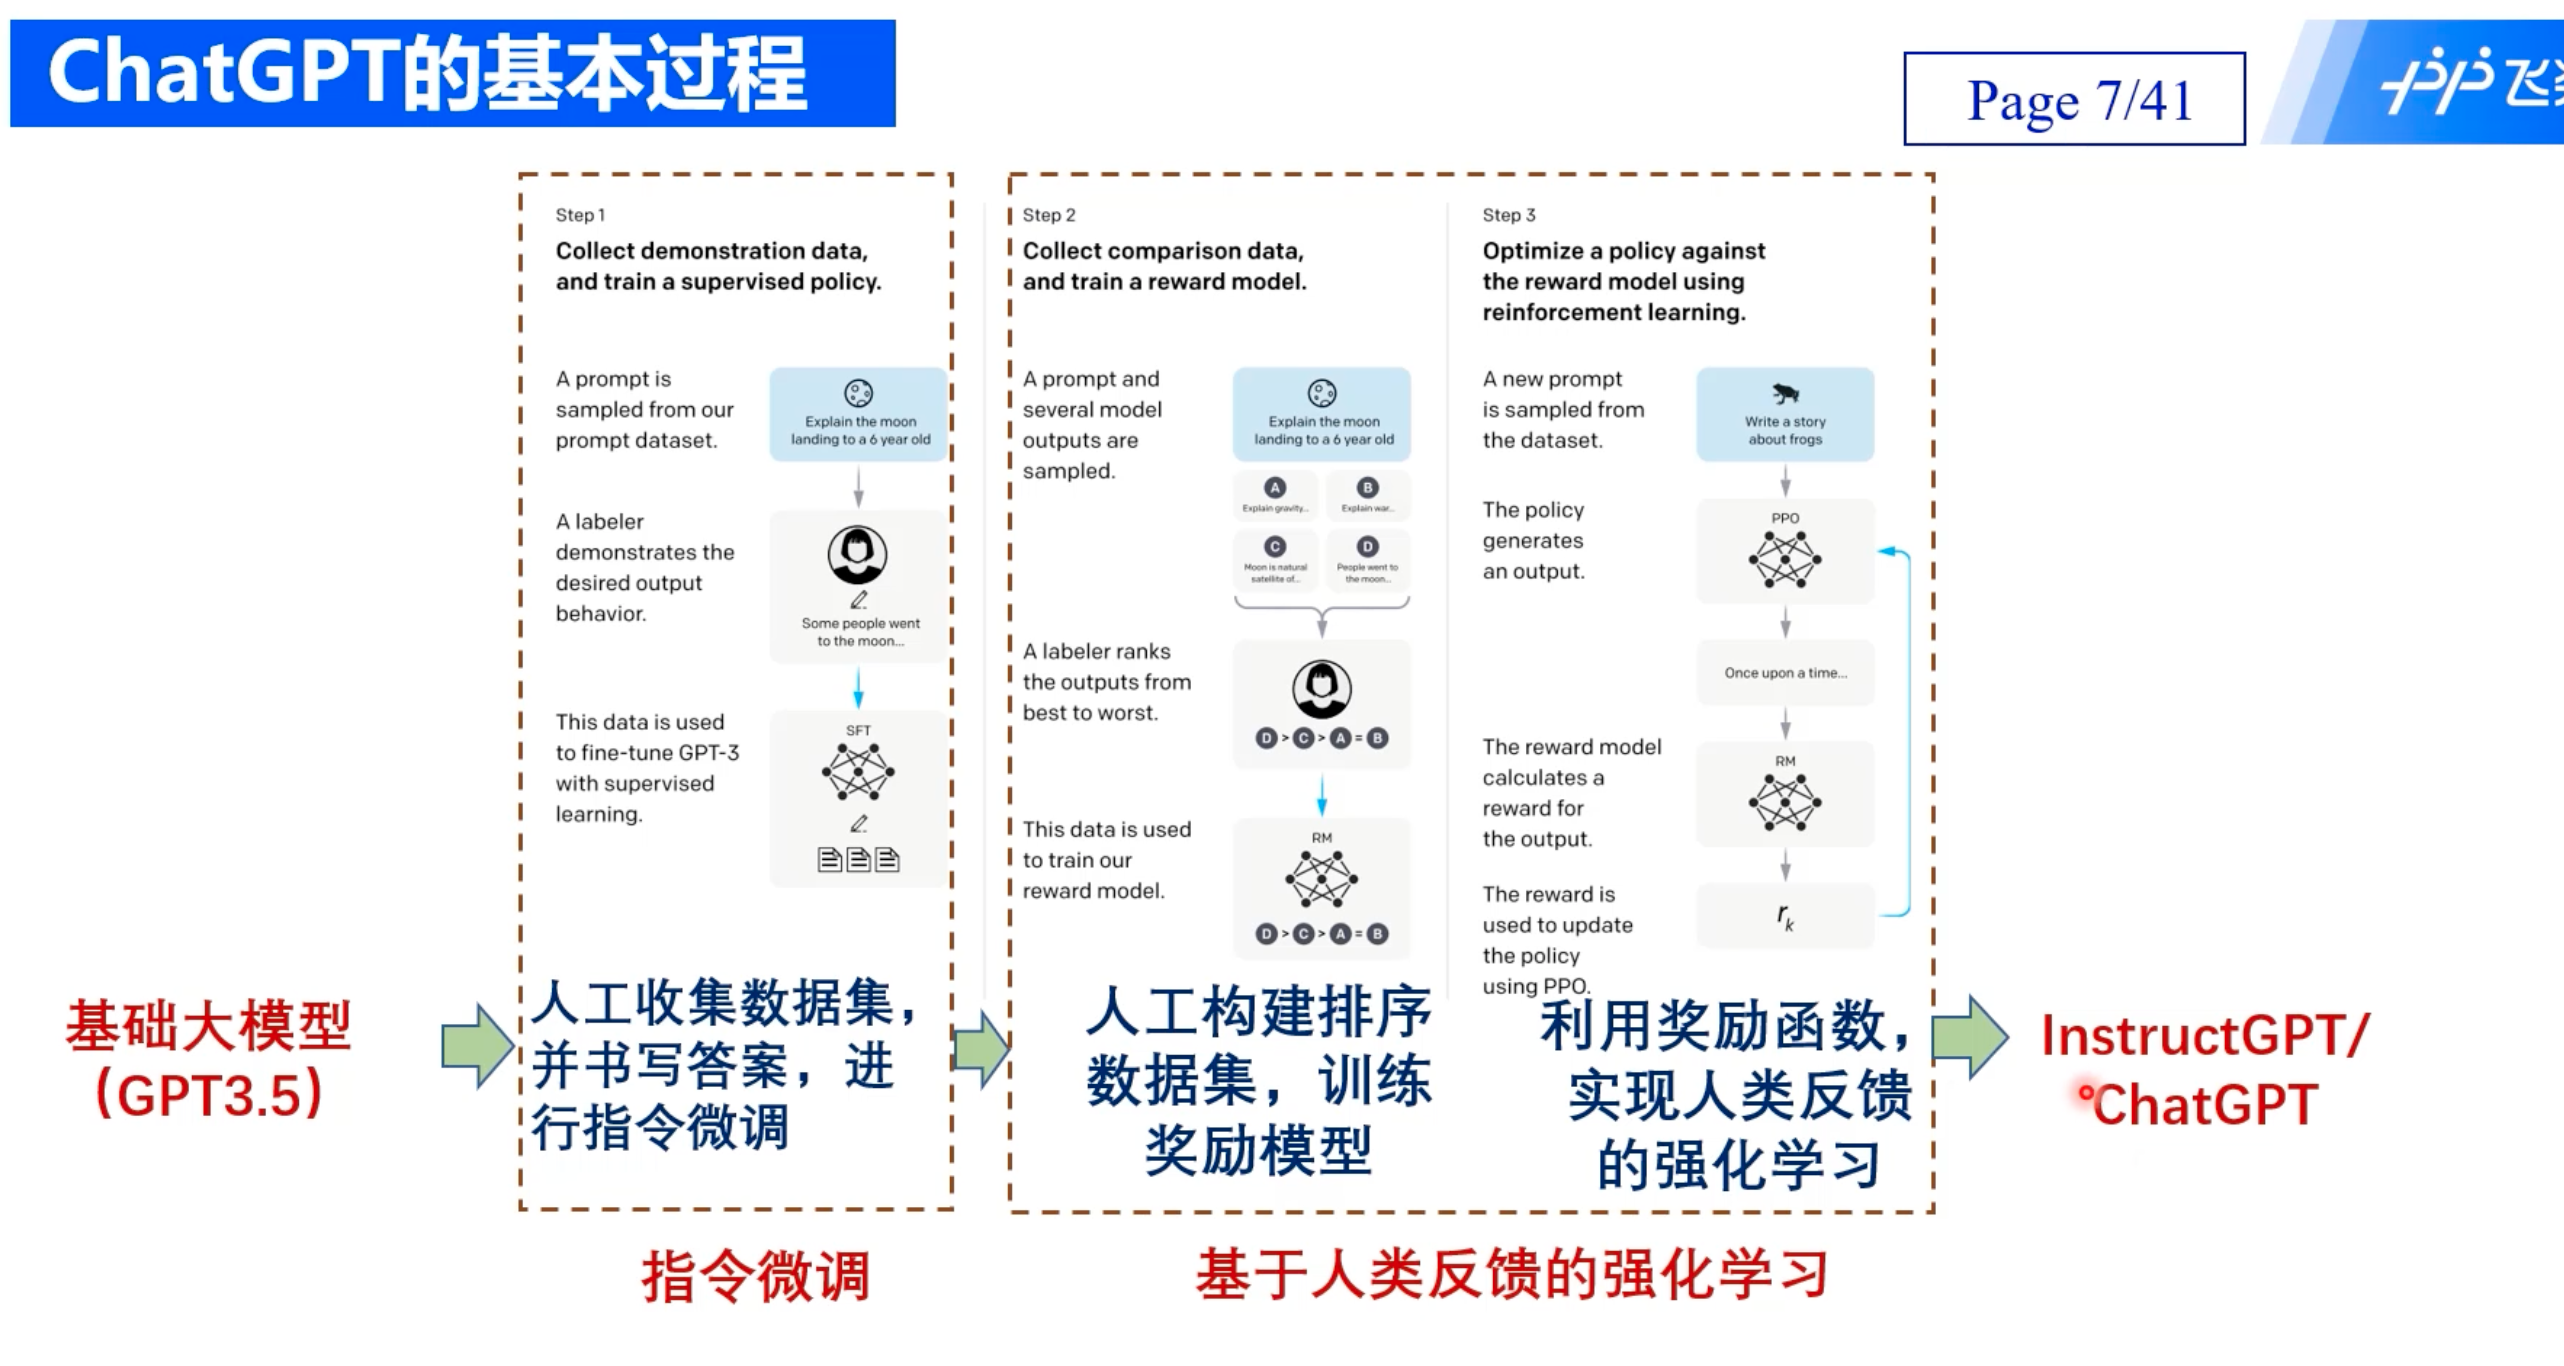 ChatGPT的基本过程
Page 7/41
飞
Step 1
Collect demonstration data,
and train a supervised policy.
A prompt is
sampled from our
prompt dataset.
Explain the moon
landing to a 6 year old
A labeler
demonstrates the
desired output
behavior.
Some people went
to the moon...
This data is used
to fine-tune GPT-3
with supervised
learning.
SFT
Step 2
Collect comparison data,
and train a reward model.
A prompt and
several model
outputs are
sampled.
Explain the moon
landing to a 6 year old
A
Explain gravity...
B
Explain war...
C
Moon is natural
satellite of...
D
People went to
the moon...
A labeler ranks
the outputs from
best to worst.
D > C > A = B
This data is used
to train our
reward model.
RM
D > C > A = B
Step 3
Optimize a policy against
the reward model using
reinforcement learning.
A new prompt
is sampled from
the dataset.
Write a story
about frogs
The policy
generates
an output.
PPO
Once upon a time...
The reward model
calculates a
reward for
the output.
RM
The reward is
used to update
the policy
using PPO.
rk
基础大模型
（GPT3.5）
人工收集数据集，
并书写答案，进
行指令微调
人工构建排序
数据集，训练
奖励模型
利用奖励函数，
实现人类反馈
的强化学习
InstructGPT/
ChatGPT
指令微调
基于人类反馈的强化学习